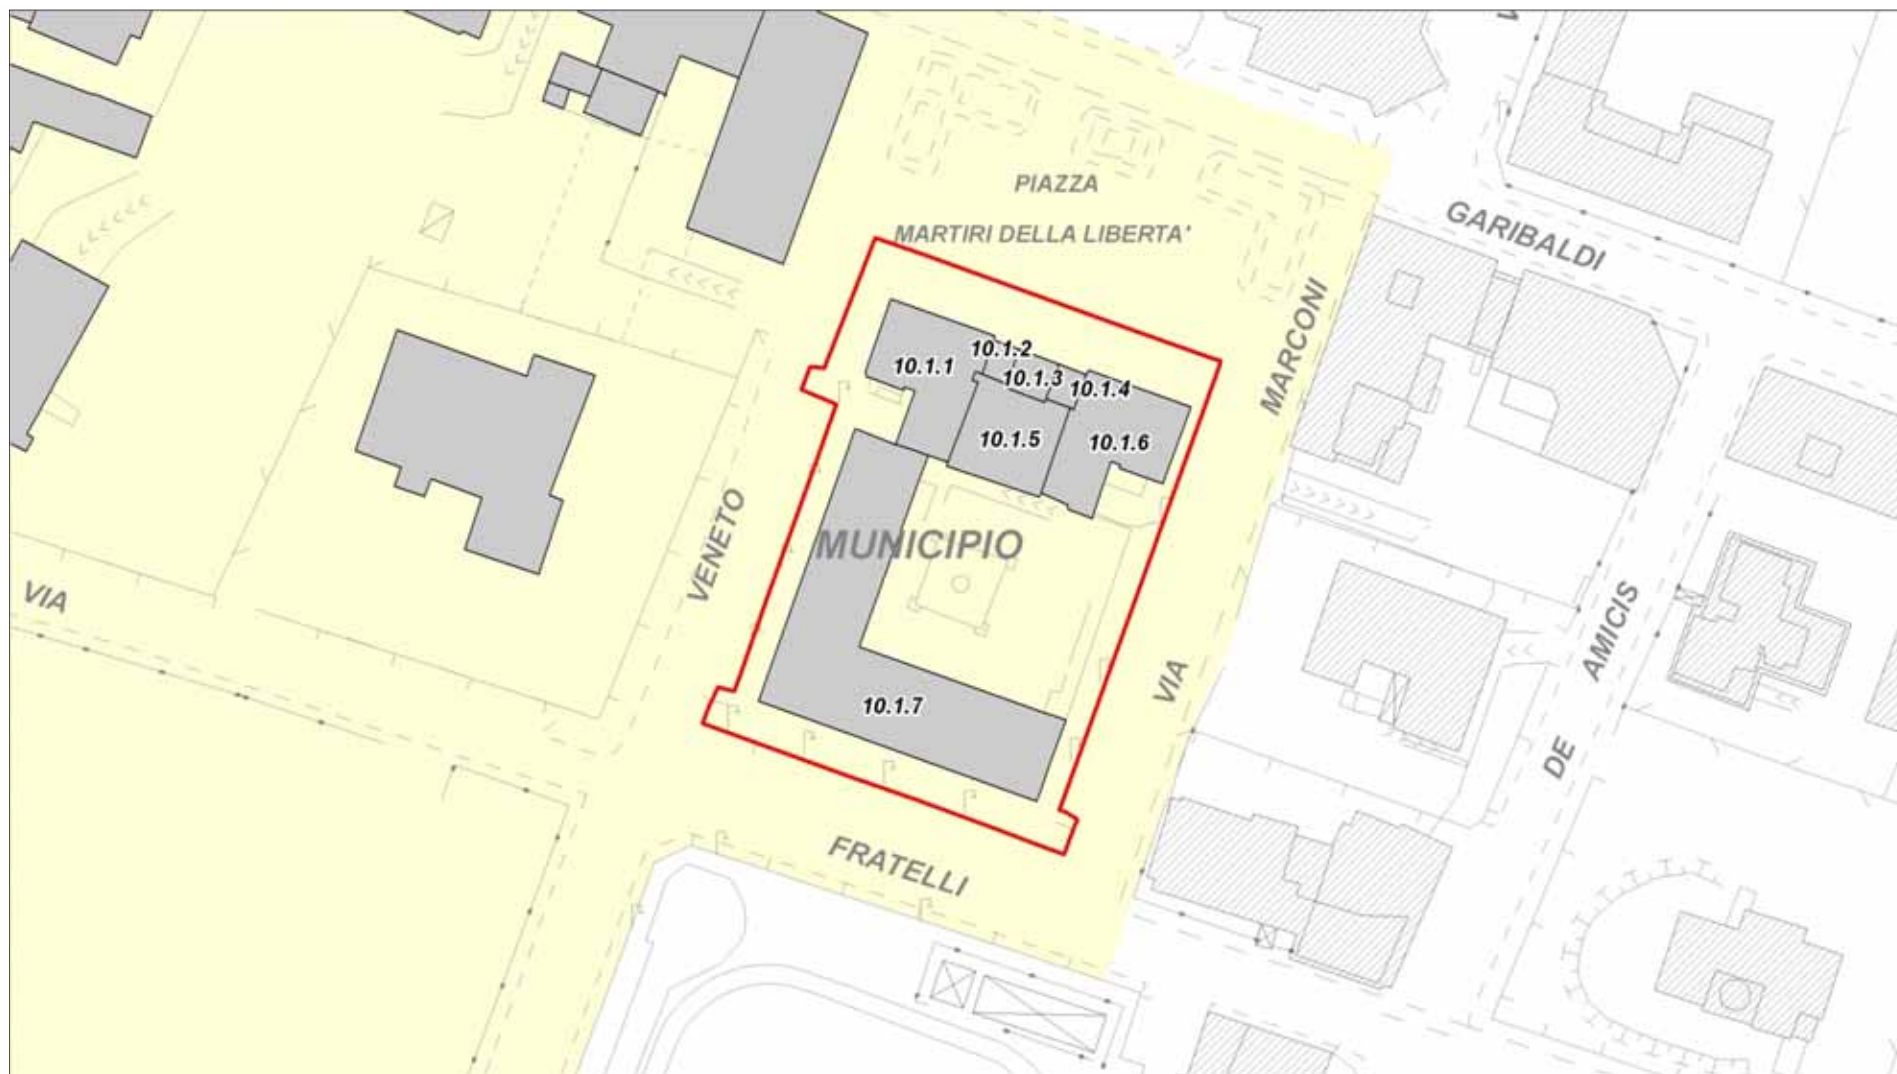 PIAZZA
MARTIRI DELLA LIBERTA'
GARIBALDI
MARCONI
10.1.1
10.1.2
10.1.3
10.1.4
10.1.5
10.1.6
MUNICIPIO
VENETO
VIA
AMICIS
VIA
10.1.7
DE
FRATELLI